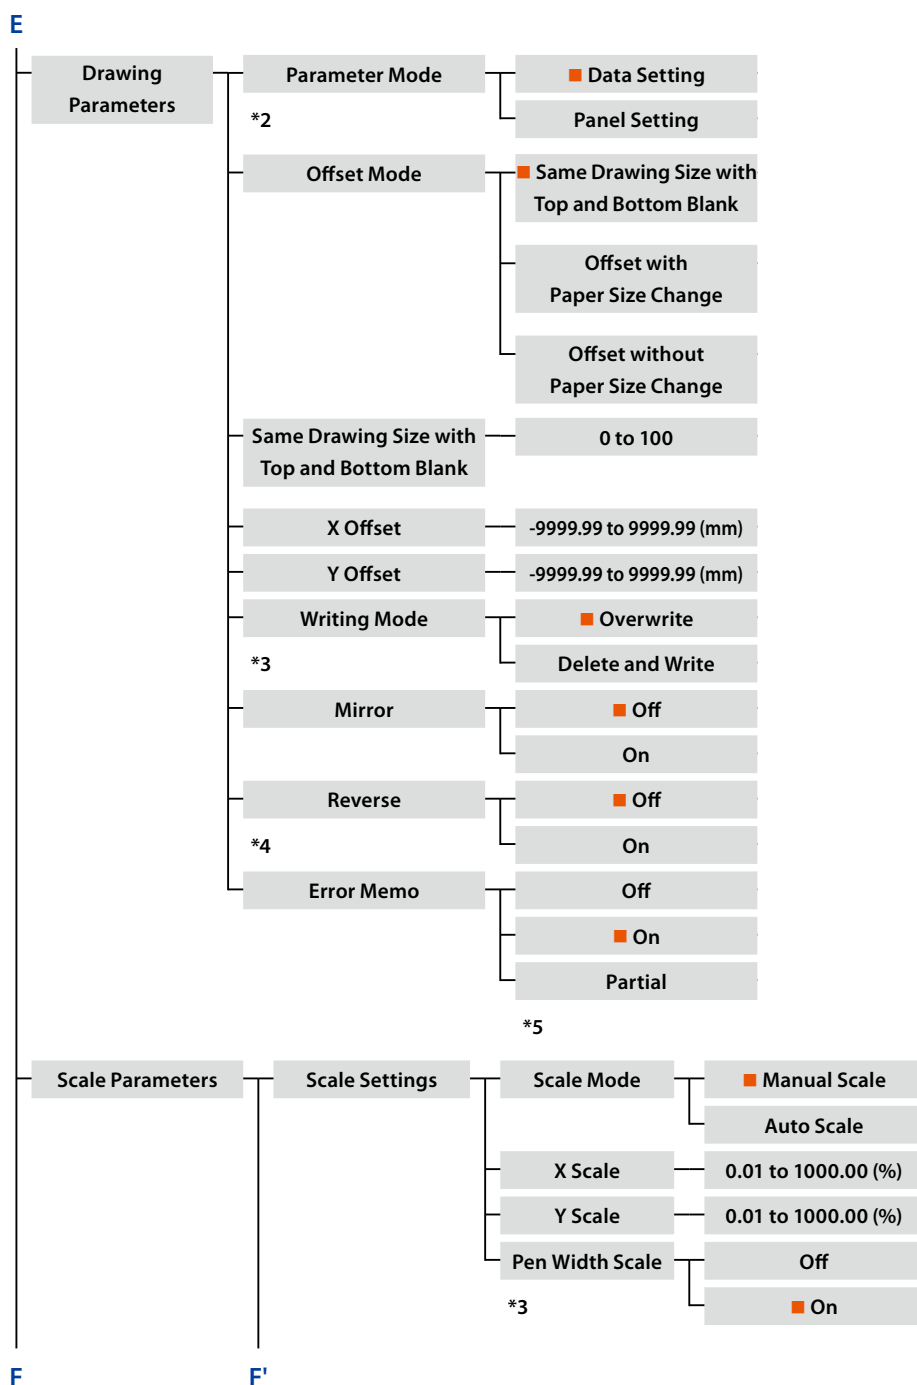 E
Drawing
Parameters
Parameter Mode
Data Setting
*2
Panel Setting
Offset Mode
Same Drawing Size with
Top and Bottom Blank
Offset with
Paper Size Change
Offset without
Paper Size Change
Same Drawing Size with
Top and Bottom Blank
0 to 100
X Offset
-9999.99 to 9999.99 (mm)
Y Offset
-9999.99 to 9999.99 (mm)
Writing Mode
Overwrite
*3
Delete and Write
Mirror
Off
On
Reverse
Off
*4
On
Error Memo
Off
On
Partial
*5
Scale Parameters
Scale Settings
Scale Mode
Manual Scale
Auto Scale
X Scale
0.01 to 1000.00 (%)
Y Scale
0.01 to 1000.00 (%)
Pen Width Scale
Off
*3
On
F
F'